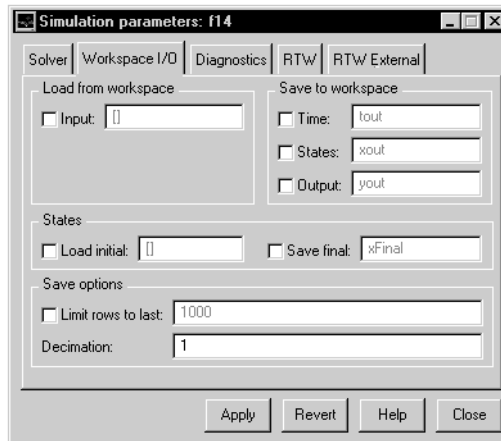 Simulation parameters: f14
Solver Workspace I/O Diagnostics RTW RTW External
Load from workspace
Input: []
Save to workspace
Time: tout
States: xout
Output: yout
States
Load initial: [] Save final: xFinal
Save options
Limit rows to last: 1000
Decimation: 1
Apply Revert Help Close